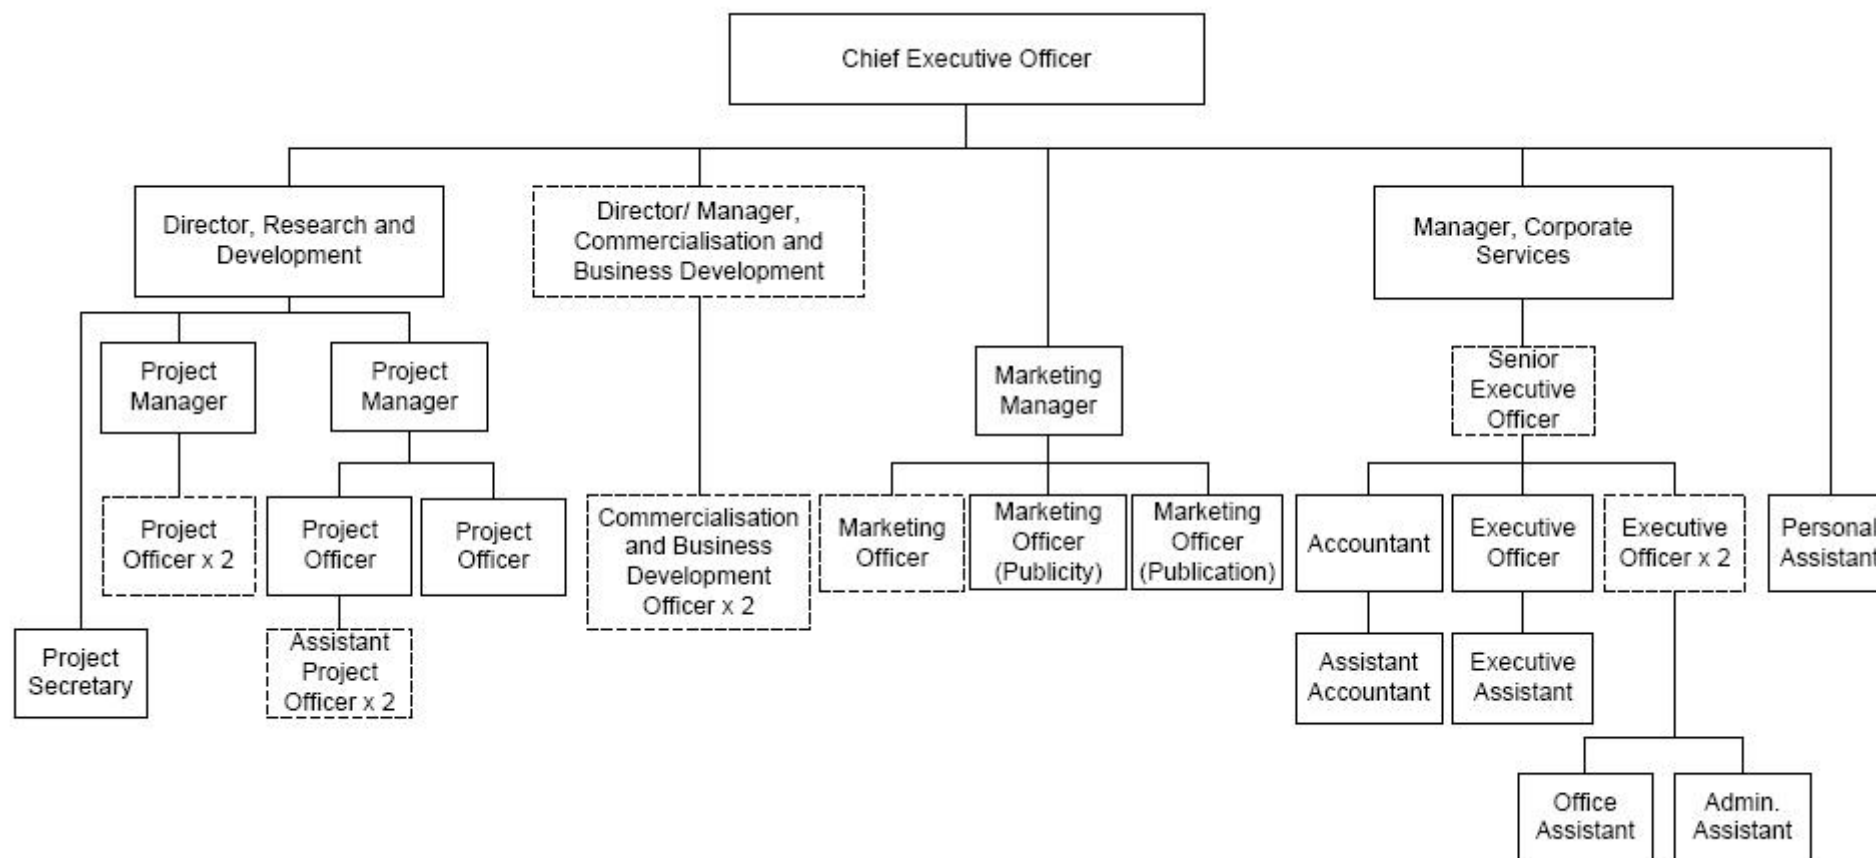 Chief Executive Officer
Director, Research and
Development
Director/ Manager,
Commercialisation and
Business Development
Manager, Corporate
Services
Project
Manager
Project
Manager
Marketing
Manager
Senior
Executive
Officer
Project
Officer x 2
Project
Officer
Project
Officer
Commercialisation
and Business
Development
Officer x 2
Marketing
Officer
Marketing
Officer
(Publicity)
Marketing
Officer
(Publication)
Accountant
Executive
Officer
Executive
Officer x 2
Personal
Assistant
Project
Secretary
Assistant
Project
Officer x 2
Assistant
Accountant
Executive
Assistant
Office
Assistant
Admin.
Assistant